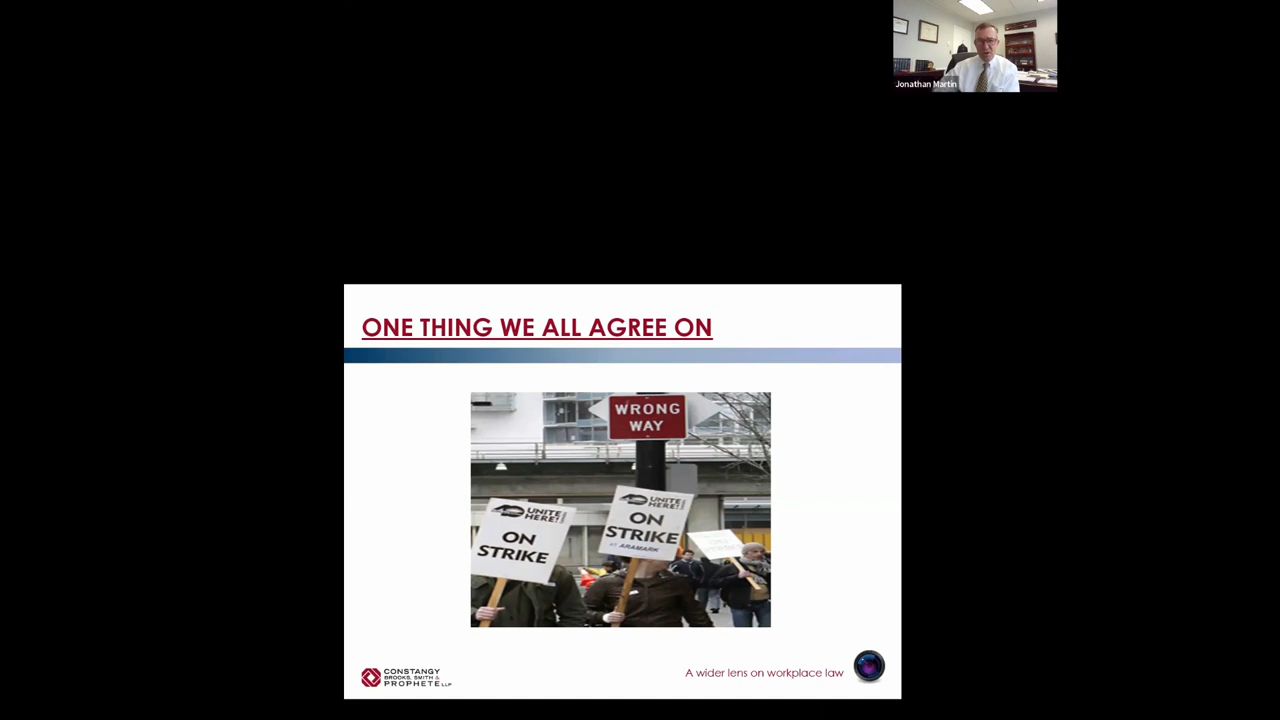 Jonathan Martin
ONE THING WE ALL AGREE ON
WRONG
WAY
UNITE
HERE!
ON
STRIKE
UNITE
HERE!
ON
STRIKE
at ARAMARK
CONSTANGY
BROOKS, SMITH &
PROPHETE LLP
A wider lens on workplace law